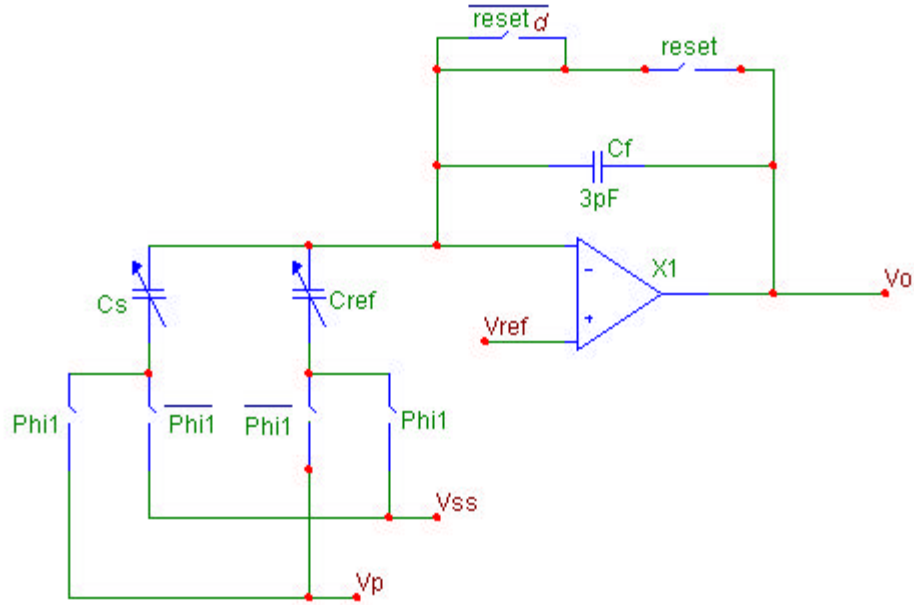 reset d
reset
Cf
3pF
X1
Vo
Cs
Cref
Vref
Phi1
Phi1
Phi1
Phi1
Vss
Vp